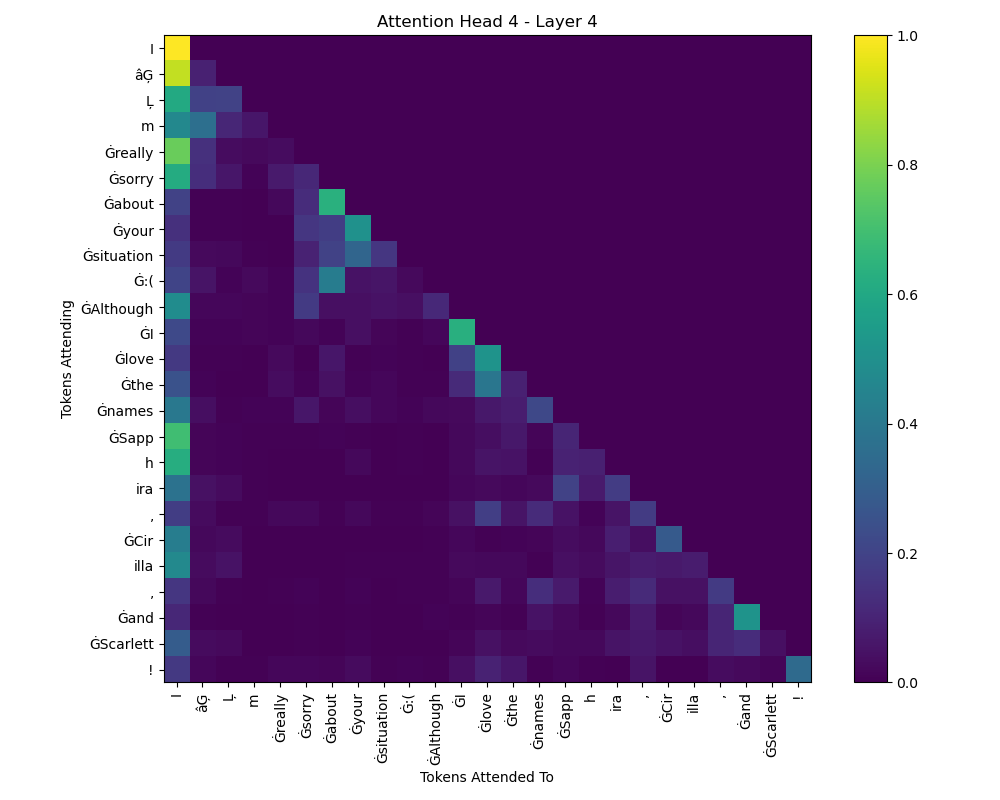 Attention Head 4 - Layer 4
Tokens Attending
I
âĢ
Ļ
m
Ġreally
Ġsorry
Ġabout
Ġyour
Ġsituation
Ġ:(
ĠAlthough
ĠI
Ġlove
Ġthe
Ġnames
ĠSapp
h
ira
,
ĠCir
illa
,
Ġand
ĠScarlett
!
I
âĢ
Ļ
m
Ġreally
Ġsorry
Ġabout
Ġyour
Ġsituation
Ġ:(
ĠAlthough
ĠI
Ġlove
Ġthe
Ġnames
ĠSapp
h
ira
,
ĠCir
illa
,
Ġand
ĠScarlett
!
Tokens Attended To
1.0
0.8
0.6
0.4
0.2
0.0